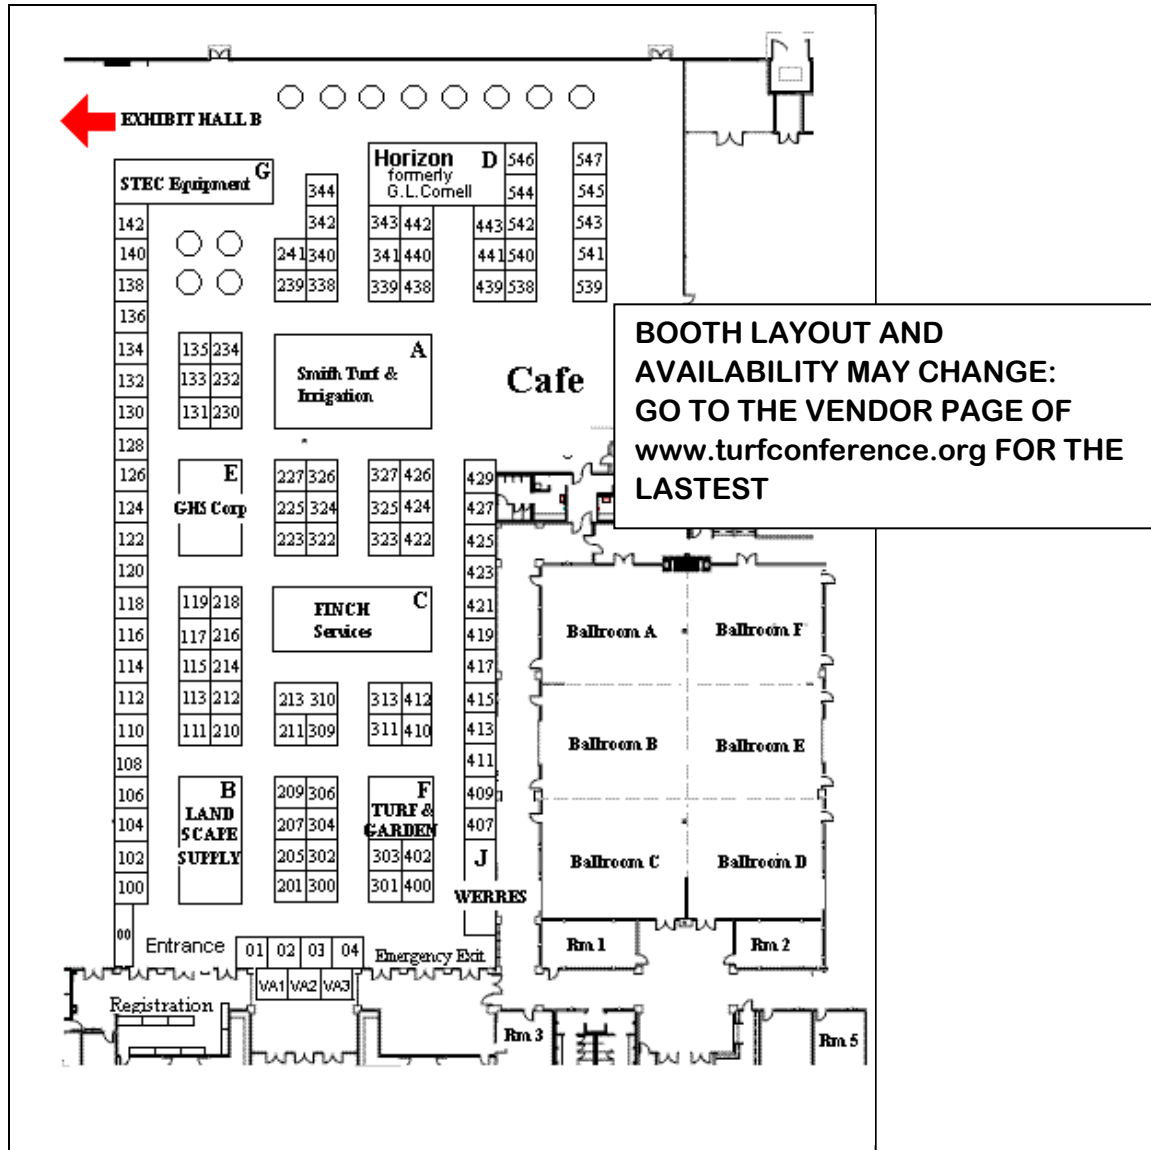 EXHIBIT HALL B
STEC Equipment G
Horizon D
formerly
G.L.Cornell
546 547
544 545
344
142 342 343 442 443 542 543
140 241 340 341 440 441 540 541
138 239 338 339 438 439 538 539
136
134 135 234
132 133 232
130 131 230
A
Smith Turf &
Irrigation
Cafe
BOOTH LAYOUT AND
AVAILABILITY MAY CHANGE:
GO TO THE VENDOR PAGE OF
www.turfconference.org FOR THE
LASTEST
128
126 E 227 326 327 426 429
124 GHS Corp 225 324 325 424 427
122 223 322 323 422 425
120 423
118 119 218 421
116 117 216 419
114 115 214 417
FINCH C
Services
112 113 212 213 310 313 412 415
110 111 210 211 309 311 410 413
108 411
106 209 306 409
104 207 304 407
102 205 302 303 402
100 201 300 301 400
B
LAND
SCAPE
SUPPLY
F
TURF &
GARDEN
J
WERRES
Ballroom A Ballroom F
Ballroom B Ballroom E
Ballroom C Ballroom D
Rm 1 Rm 2
00 Entrance 01 02 03 04 Emergency Exit
VA1 VA2 VA3
Registration
Rm 3 Rm 5